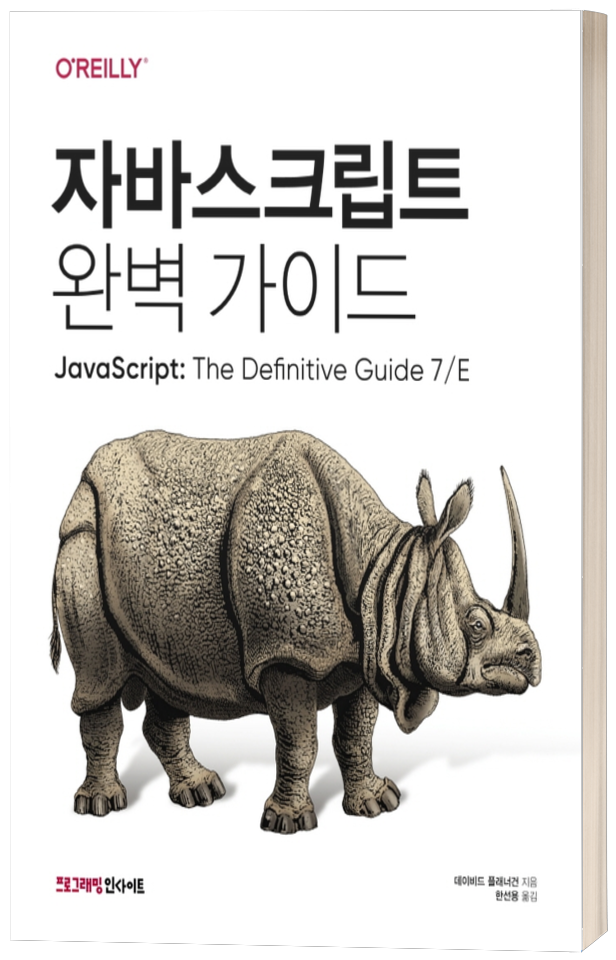 O'REILLY®
자바스크립트
완벽 가이드
JavaScript: The Definitive Guide 7/E
프로그래밍 인사이트
데이비드 플래너건 지음
한선용 옮김